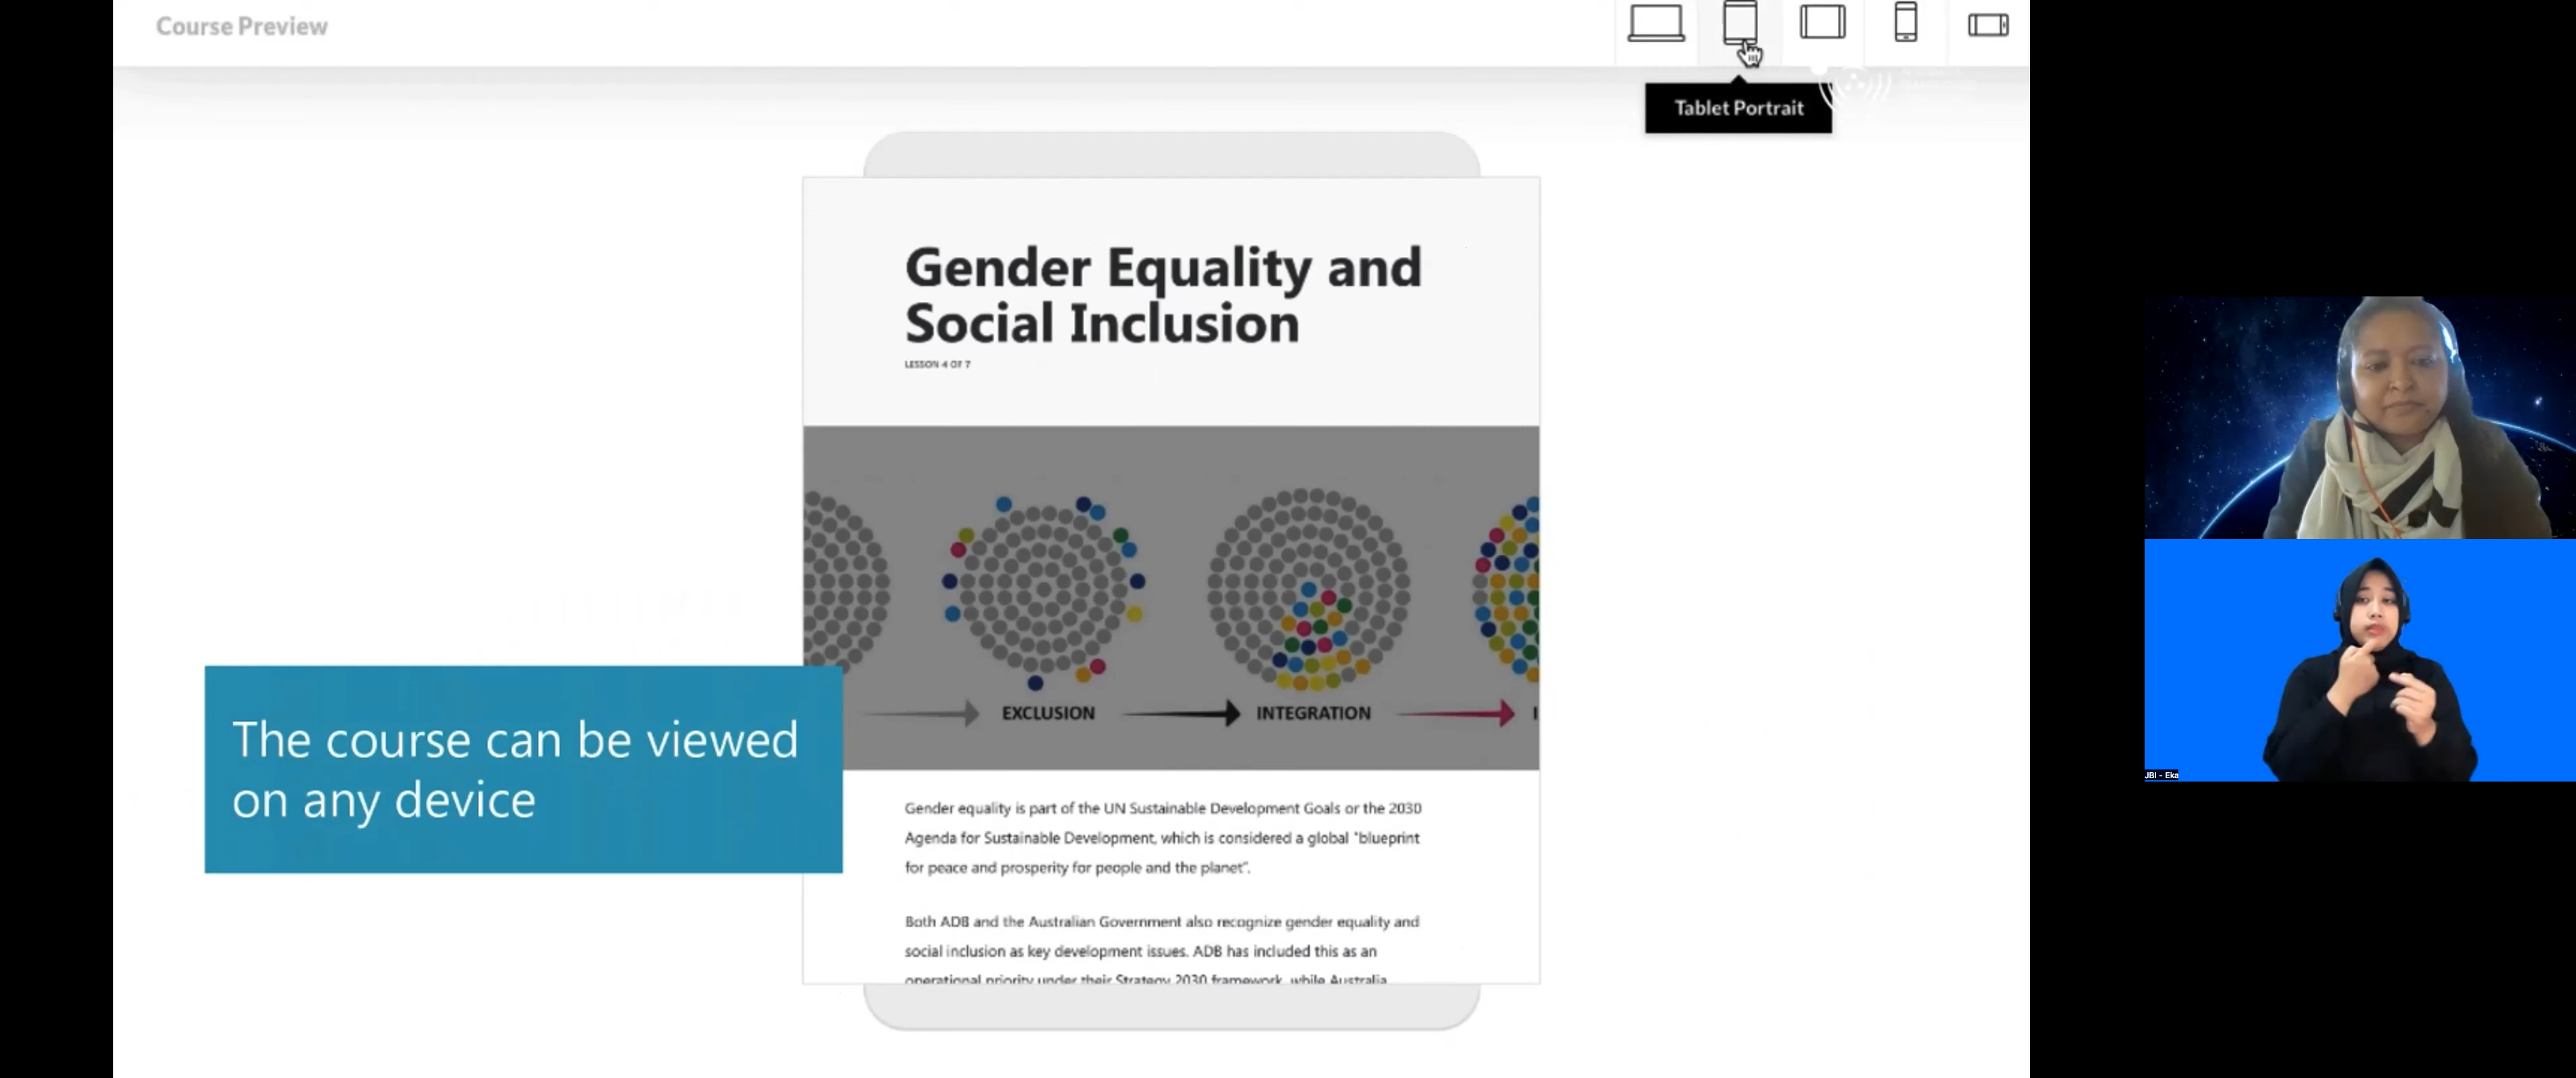 Course Preview
Tablet Portrait
Gender Equality and
Social Inclusion
LESSON 4 OF 7
EXCLUSION
INTEGRATION
I
The course can be viewed
on any device
Gender equality is part of the UN Sustainable Development Goals or the 2030
Agenda for Sustainable Development, which is considered a global "blueprint
for peace and prosperity for people and the planet".
Both ADB and the Australian Government also recognize gender equality and
social inclusion as key development issues. ADB has included this as an
operational priority under their Strategy 2030 framework, while Australia
JBI - Eka